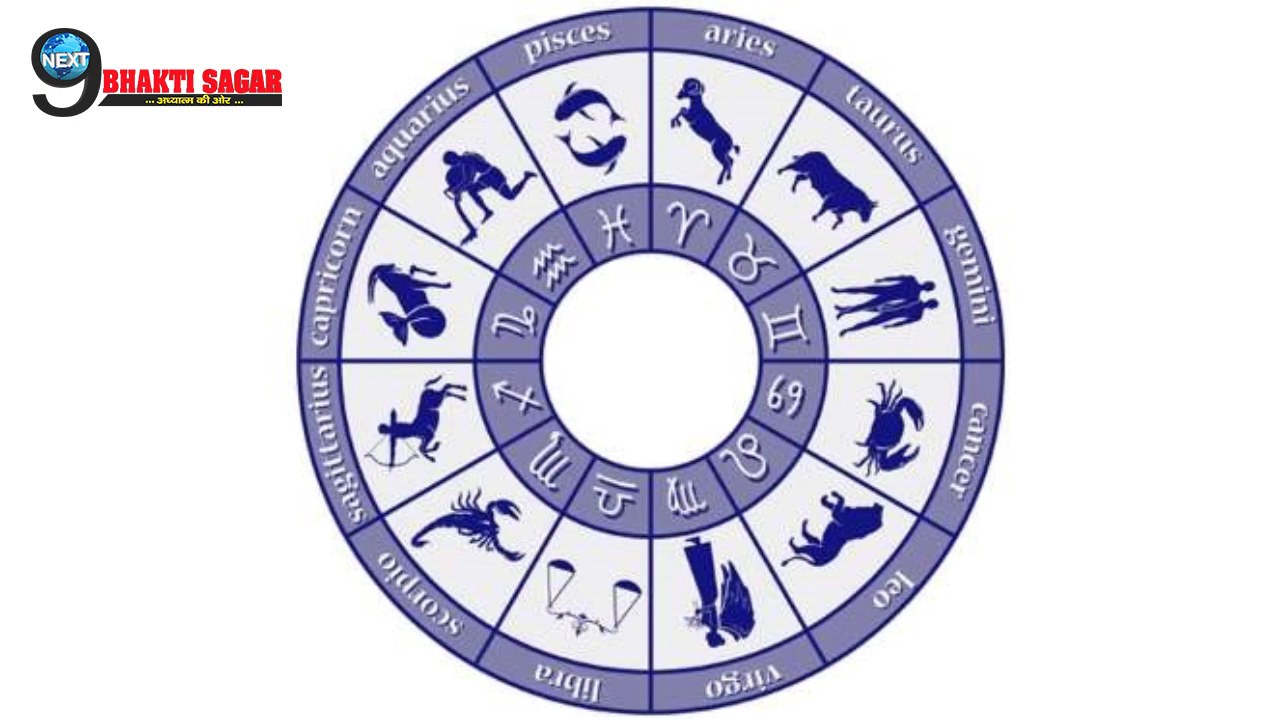 9 NEXT
BHAKTI SAGAR
... अध्यात्म की ओर ...
aries
taurus
gemini
cancer
leo
virgo
libra
scorpio
sagittarius
capricorn
aquarius
pisces
♈
♉
♊
♋
♌
♍
♎
♏
♐
♑
♒
♓